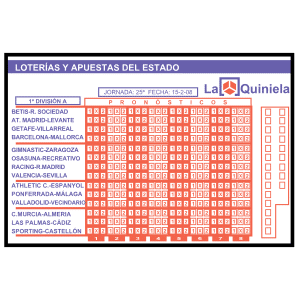 LOTERÍAS Y APUESTAS DEL ESTADO
La Quiniela
JORNADA: 25ª FECHA: 15-2-08
1ª DIVISIÓN A
PRONÓSTICOS
BETIS-R. SOCIEDAD
AT. MADRID-LEVANTE
GETAFE-VILLARREAL
BARCELONA-MALLORCA
GIMNASTIC-ZARAGOZA
OSASUNA-RECREATIVO
RACING-R.MADRID
VALENCIA-SEVILLA
ATHLETIC C.-ESPANYOL
PONFERRADA-MÁLAGA
VALLADOLID-VECINDARIO
C.MURCIA-ALMERIA
LAS PALMAS-CÁDIZ
SPORTING-CASTELLÓN
1 2 3 4 5 6 7 8